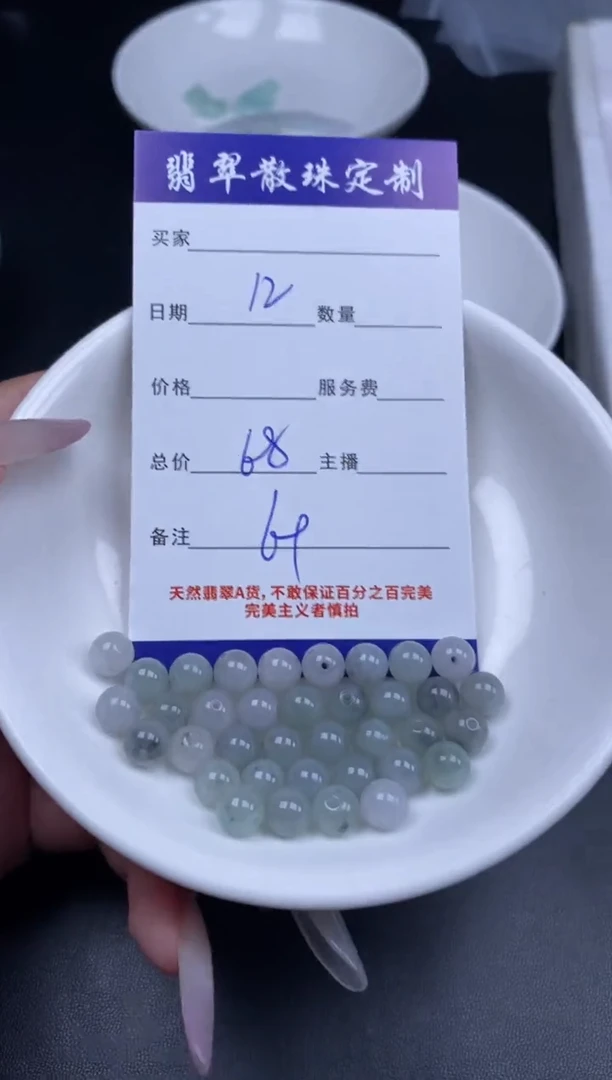 翡翠散珠定制
买家
日期 12 数量
价格 服务费
总价 68 主播
备注
天然翡翠A货，不敢保证百分之百完美
完美主义者慎拍